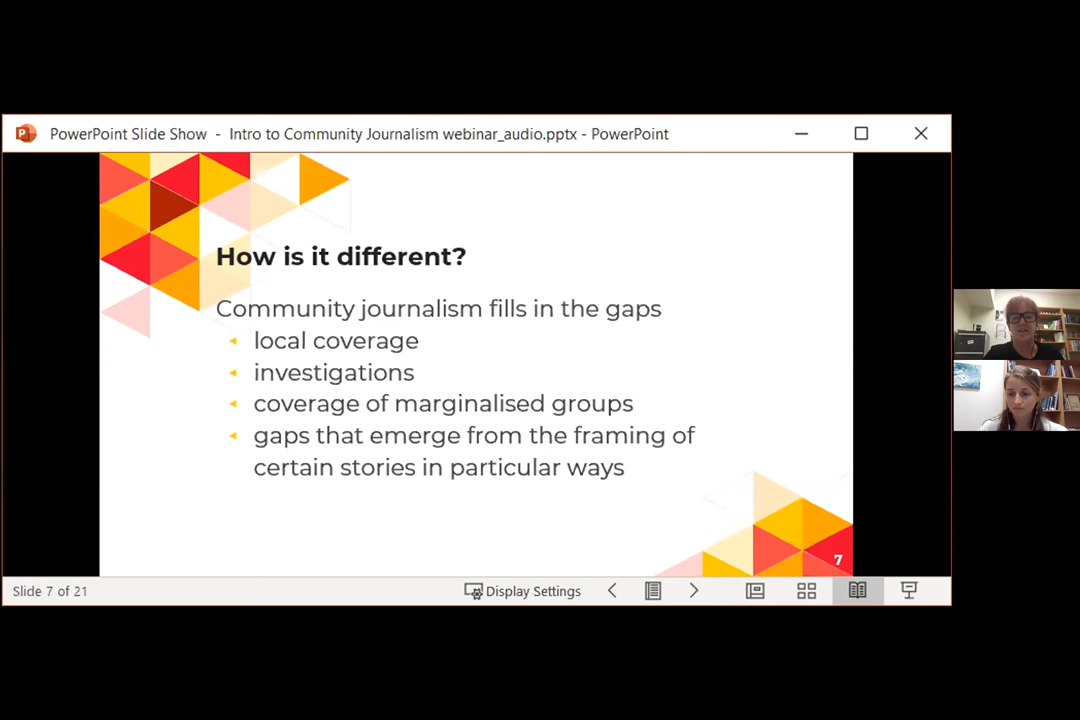 PowerPoint Slide Show - Intro to Community Journalism webinar_audio.pptx - PowerPoint
How is it different?
Community journalism fills in the gaps
local coverage
investigations
coverage of marginalised groups
gaps that emerge from the framing of
certain stories in particular ways
7
Slide 7 of 21
Display Settings